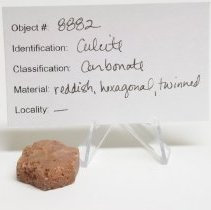 Object #: 8882
Identification: Calcite
Classification: Carbonate
Material: reddish, hexagonal, twinned
Locality: —